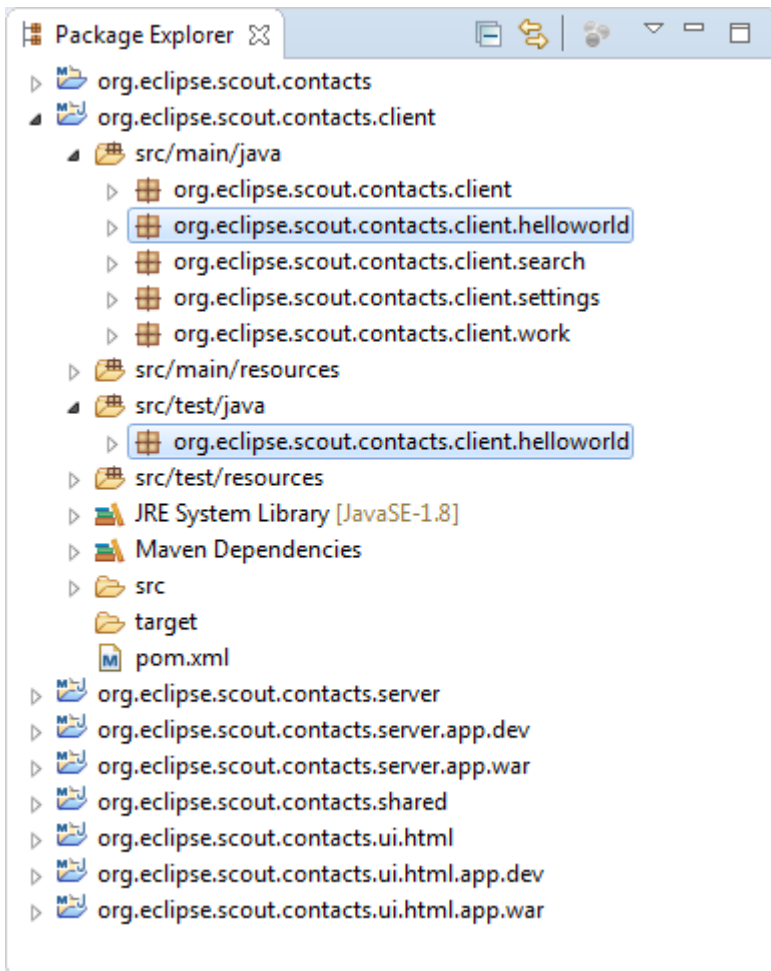 Package Explorer
org.eclipse.scout.contacts
org.eclipse.scout.contacts.client
src/main/java
org.eclipse.scout.contacts.client
org.eclipse.scout.contacts.client.helloworld
org.eclipse.scout.contacts.client.search
org.eclipse.scout.contacts.client.settings
org.eclipse.scout.contacts.client.work
src/main/resources
src/test/java
org.eclipse.scout.contacts.client.helloworld
src/test/resources
JRE System Library [JavaSE-1.8]
Maven Dependencies
src
target
pom.xml
org.eclipse.scout.contacts.server
org.eclipse.scout.contacts.server.app.dev
org.eclipse.scout.contacts.server.app.war
org.eclipse.scout.contacts.shared
org.eclipse.scout.contacts.ui.html
org.eclipse.scout.contacts.ui.html.app.dev
org.eclipse.scout.contacts.ui.html.app.war